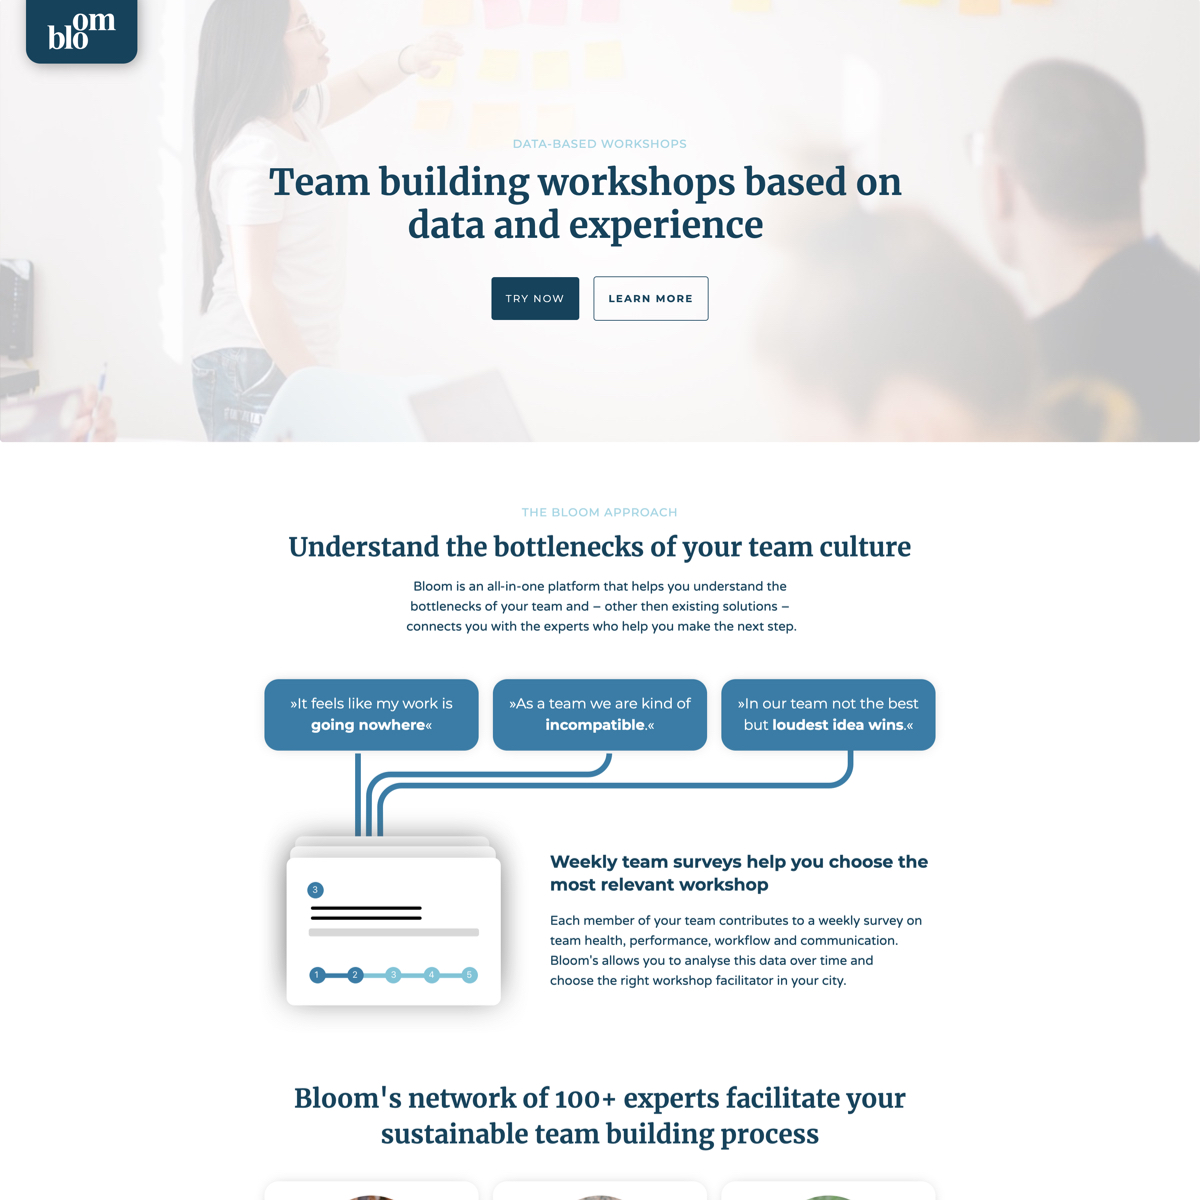 om
blo
DATA-BASED WORKSHOPS
Team building workshops based on
data and experience
TRY NOW
LEARN MORE
THE BLOOM APPROACH
Understand the bottlenecks of your team culture
Bloom is an all-in-one platform that helps you understand the
bottlenecks of your team and – other then existing solutions –
connects you with the experts who help you make the next step.
»It feels like my work is
going nowhere«
»As a team we are kind of
incompatible.«
»In our team not the best
but loudest idea wins.«
3
1 2 3 4 5
Weekly team surveys help you choose the
most relevant workshop
Each member of your team contributes to a weekly survey on
team health, performance, workflow and communication.
Bloom's allows you to analyse this data over time and
choose the right workshop facilitator in your city.
Bloom's network of 100+ experts facilitate your
sustainable team building process